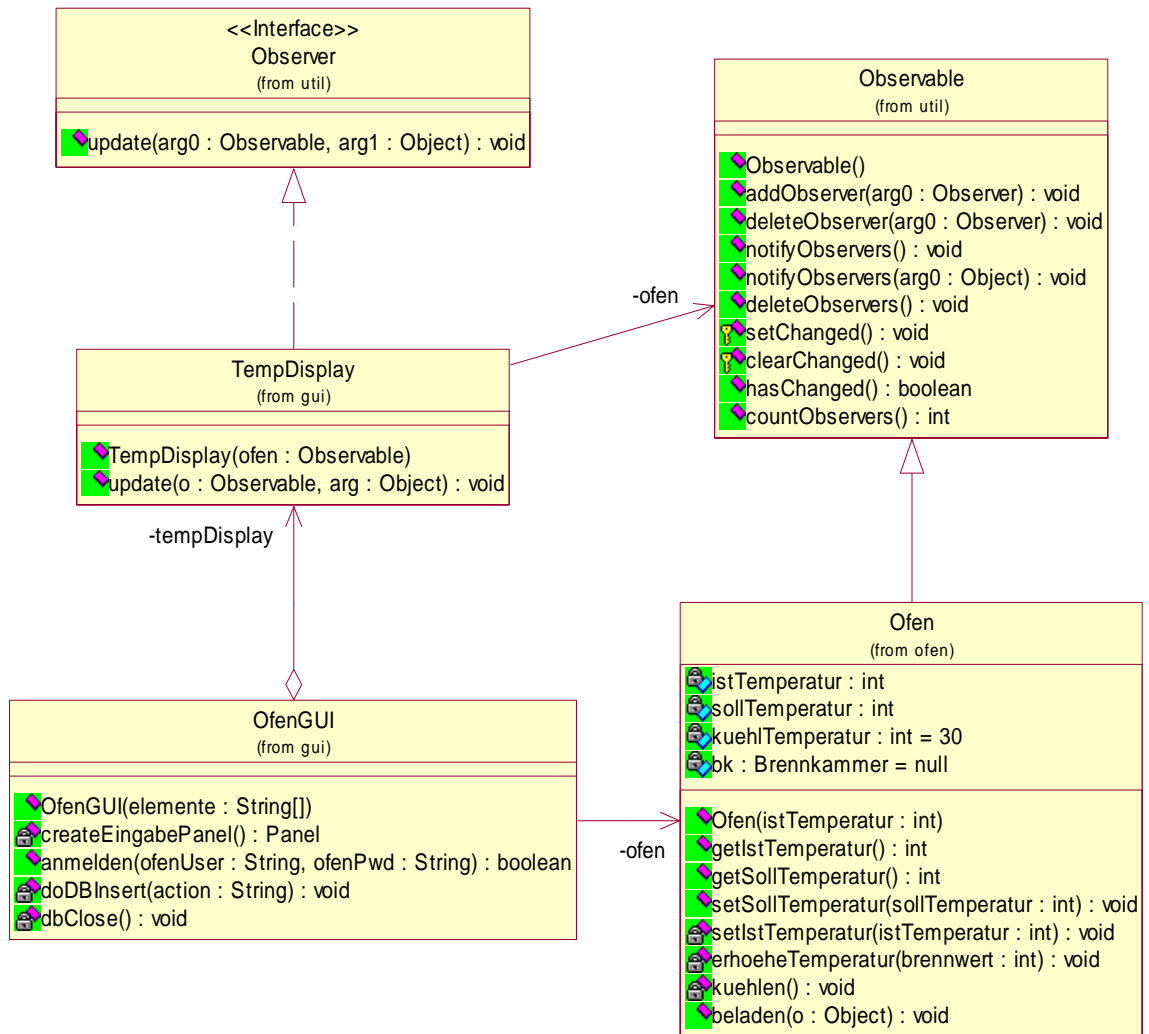 <<Interface>>
Observer
(from util)
update(arg0 : Observable, arg1 : Object) : void
Observable
(from util)
Observable()
addObserver(arg0 : Observer) : void
deleteObserver(arg0 : Observer) : void
notifyObservers() : void
notifyObservers(arg0 : Object) : void
deleteObservers() : void
setChanged() : void
clearChanged() : void
hasChanged() : boolean
countObservers() : int
-ofen
TempDisplay
(from gui)
TempDisplay(ofen : Observable)
update(o : Observable, arg : Object) : void
-tempDisplay
OfenGUI
(from gui)
OfenGUI(elemente : String[])
createEingabePanel() : Panel
anmelden(ofenUser : String, ofenPwd : String) : boolean
doDBInsert(action : String) : void
dbClose() : void
-ofen
Ofen
(from ofen)
istTemperatur : int
sollTemperatur : int
kuehlTemperatur : int = 30
bk : Brennkammer = null
Ofen(istTemperatur : int)
getIstTemperatur() : int
getSollTemperatur() : int
setSollTemperatur(sollTemperatur : int) : void
setIstTemperatur(istTemperatur : int) : void
erhoeheTemperatur(brennwert : int) : void
kuehlen() : void
beladen(o : Object) : void